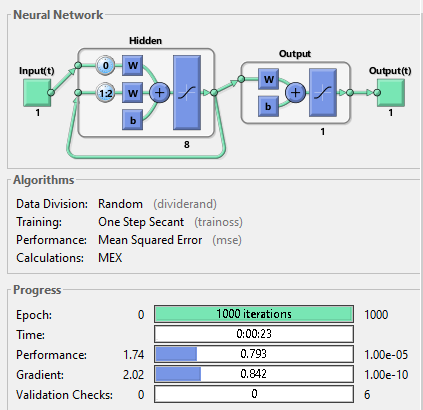 Neural Network
Hidden
Output
Input(t)
Output(t)
0
W
1:2
W
b
+
W
b
+
1
8
1
1
Algorithms
Data Division: Random (dividerand)
Training: One Step Secant (trainoss)
Performance: Mean Squared Error (mse)
Calculations: MEX
Progress
Epoch: 0 1000 iterations 1000
Time: 0:00:23
Performance: 1.74 0.793 1.00e-05
Gradient: 2.02 0.842 1.00e-10
Validation Checks: 0 0 6